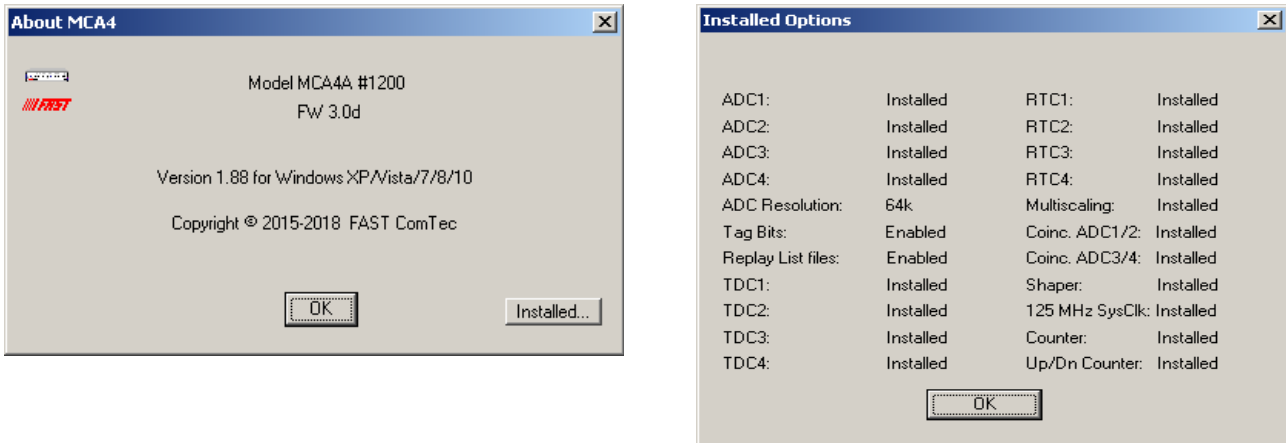 About MCA4
Model MCA4A #1200
FAST
FW 3.0d
Version 1.88 for Windows XP/Vista/7/8/10
Copyright © 2015-2018 FAST ComTec
OK
Installed...
Installed Options
ADC1: Installed RTC1: Installed
ADC2: Installed RTC2: Installed
ADC3: Installed RTC3: Installed
ADC4: Installed RTC4: Installed
ADC Resolution: 64k Multiscaling: Installed
Tag Bits: Enabled Coinc. ADC1/2: Installed
Replay List files: Enabled Coinc. ADC3/4: Installed
TDC1: Installed Shaper: Installed
TDC2: Installed 125 MHz SysClk: Installed
TDC3: Installed Counter: Installed
TDC4: Installed Up/Dn Counter: Installed
OK